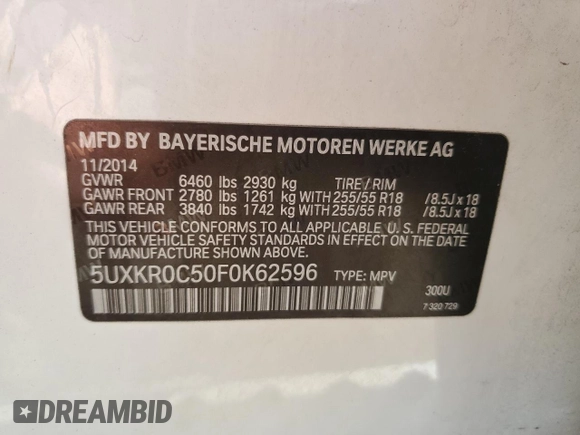 MFD BY BAYERISCHE MOTOREN WERKE AG
11/2014
GVWR 6460 lbs 2930 kg TIRE / RIM
GAWR FRONT 2780 lbs 1261 kg WITH 255/55 R18 /8.5J x 18
GAWR REAR 3840 lbs 1742 kg WITH 255/55 R18 /8.5J x 18
THIS VEHICLE CONFORMS TO ALL APPLICABLE U. S. FEDERAL
MOTOR VEHICLE SAFETY STANDARDS IN EFFECT ON THE DATE
OF MANUFACTURE SHOWN ABOVE.
5UXKR0C50F0K62596 TYPE: MPV 300U
7 320 729
DREAMBID